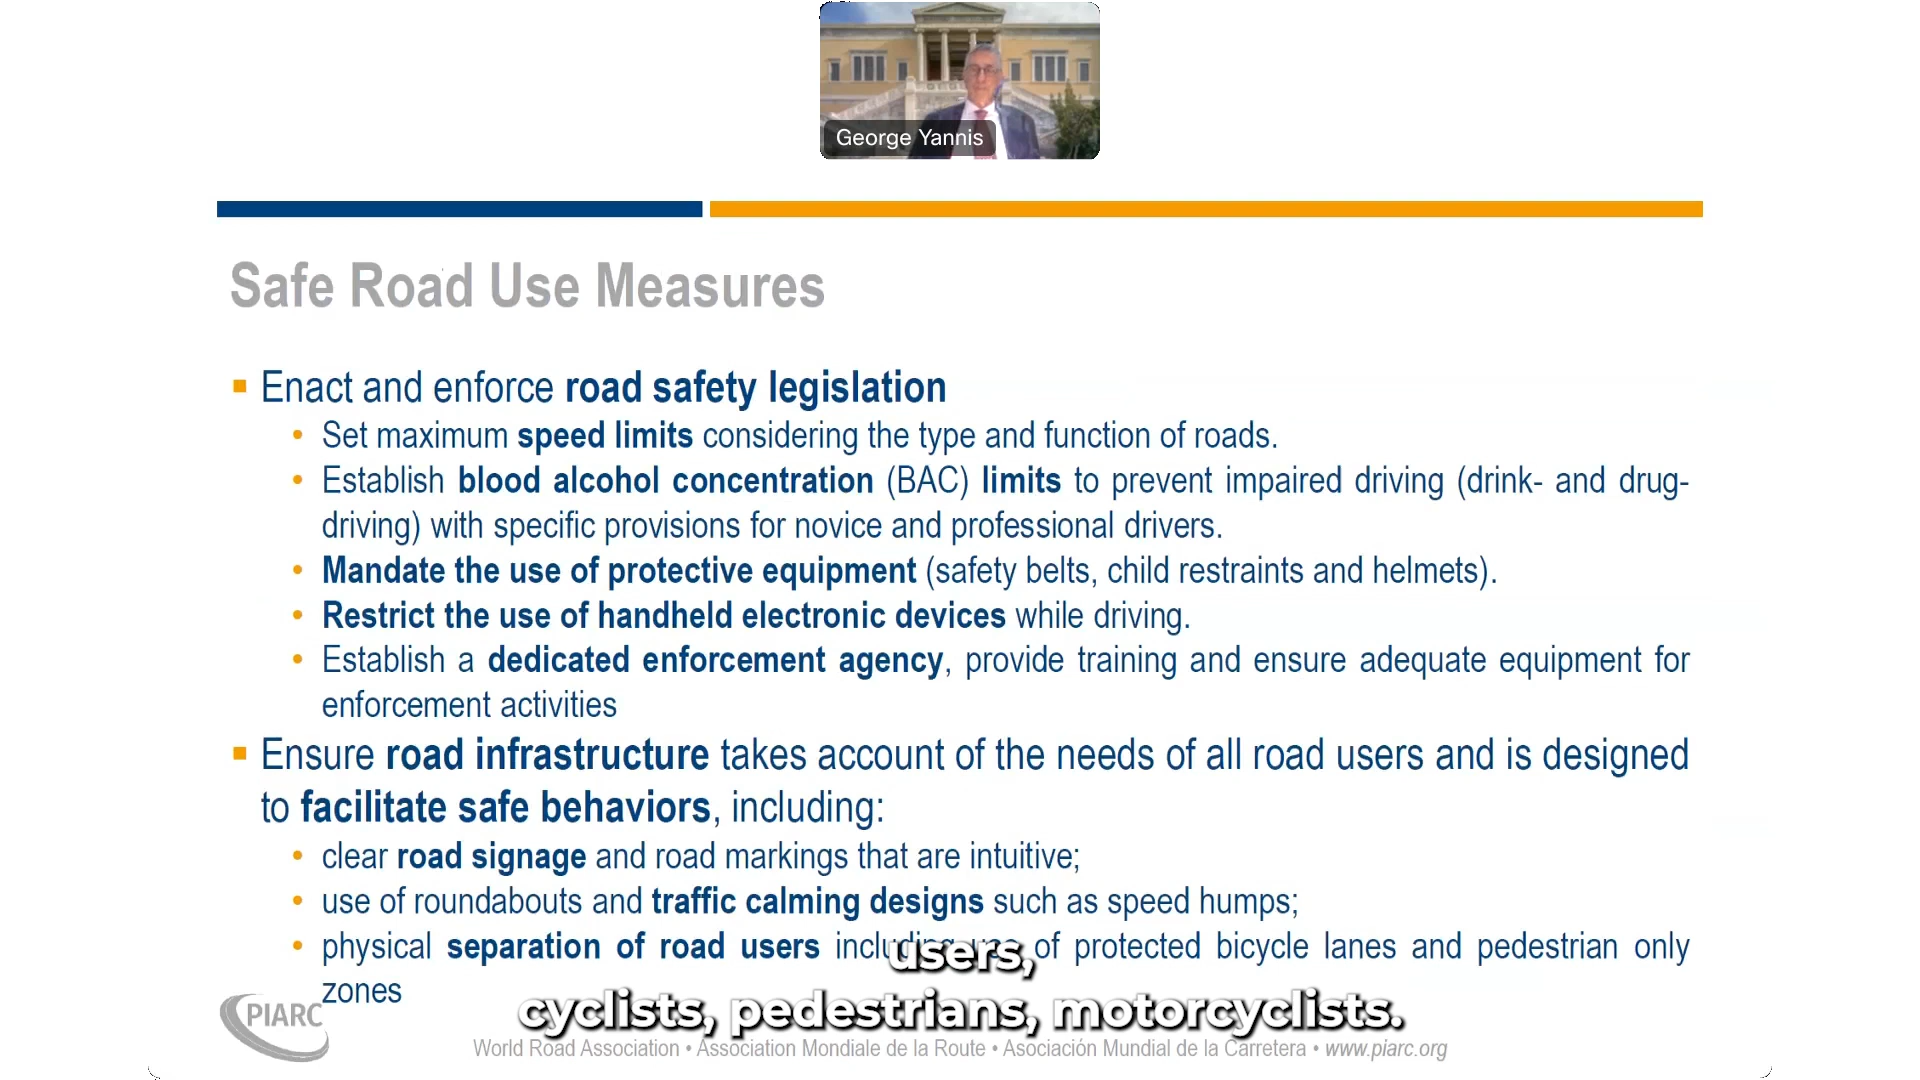 George Yannis
Safe Road Use Measures
Enact and enforce road safety legislation
Set maximum speed limits considering the type and function of roads.
Establish blood alcohol concentration (BAC) limits to prevent impaired driving (drink- and drug-
driving) with specific provisions for novice and professional drivers.
Mandate the use of protective equipment (safety belts, child restraints and helmets).
Restrict the use of handheld electronic devices while driving.
Establish a dedicated enforcement agency, provide training and ensure adequate equipment for
enforcement activities
Ensure road infrastructure takes account of the needs of all road users and is designed
to facilitate safe behaviors, including:
clear road signage and road markings that are intuitive;
use of roundabouts and traffic calming designs such as speed humps;
physical separation of road users including of protected bicycle lanes and pedestrian only
zones
users,
cyclists, pedestrians, motorcyclists.
PIARC
World Road Association • Association Mondiale de la Route • Asociación Mundial de la Carretera • www.piarc.org